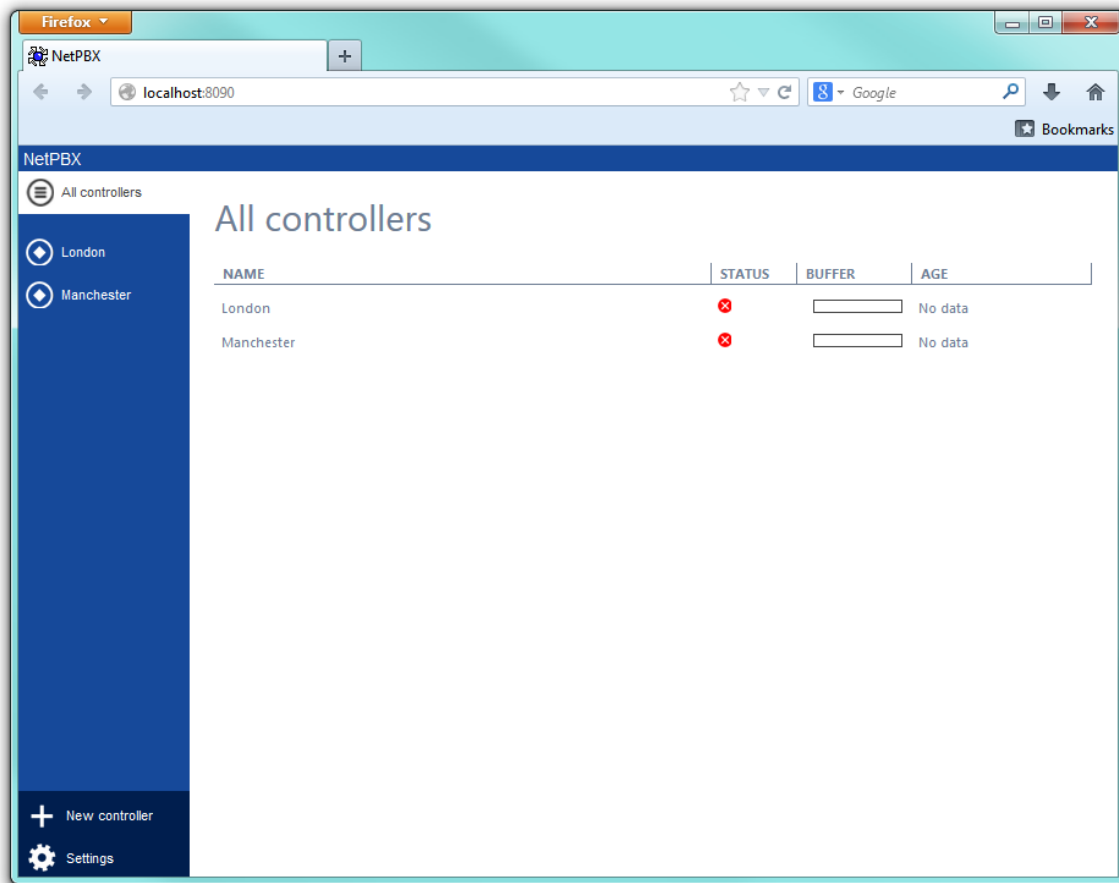 Firefox
NetPBX
localhost:8090
8 Google
Bookmarks
NetPBX
All controllers
London
Manchester
New controller
Settings
All controllers
NAME STATUS BUFFER AGE
London No data
Manchester No data